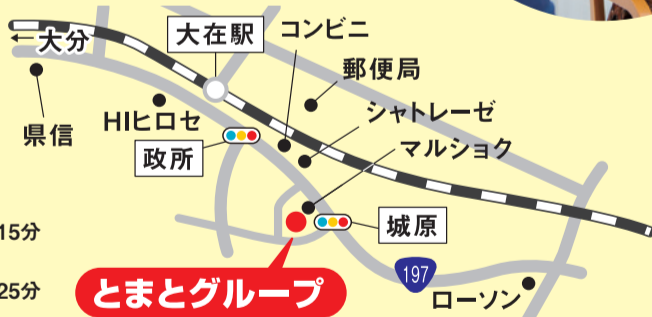 ←大分
大在駅
コンビニ
郵便局
県信
HIヒロセ
シャトレーゼ
政所
マルショク
15分
城原
25分
とまとグループ
197
ローソン